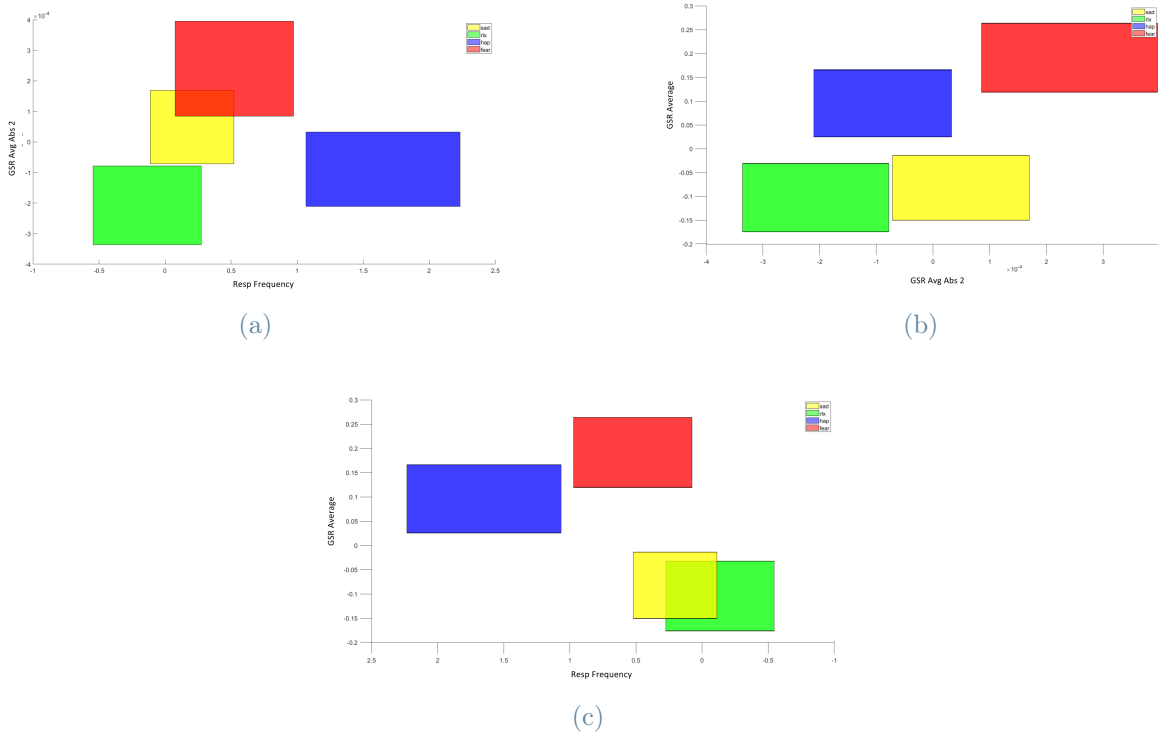 ×10⁻⁴
4
3
2
1
0
-1
-2
-3
-4
-1
-0.5
0
0.5
1
1.5
2
2.5
GSR Avg Abs 2
Resp Frequency
sad
rlx
hap
fear
(a)
0.3
0.25
0.2
0.15
0.1
0.05
0
-0.05
-0.1
-0.15
-0.2
-4
-3
-2
-1
0
1
2
3
×10⁻⁴
GSR Average
GSR Avg Abs 2
sad
rlx
hap
fear
(b)
0.3
0.25
0.2
0.15
0.1
0.05
0
-0.05
-0.1
-0.15
-0.2
2.5
2
1.5
1
0.5
0
-0.5
-1
GSR Average
Resp Frequency
sad
rlx
hap
fear
(c)